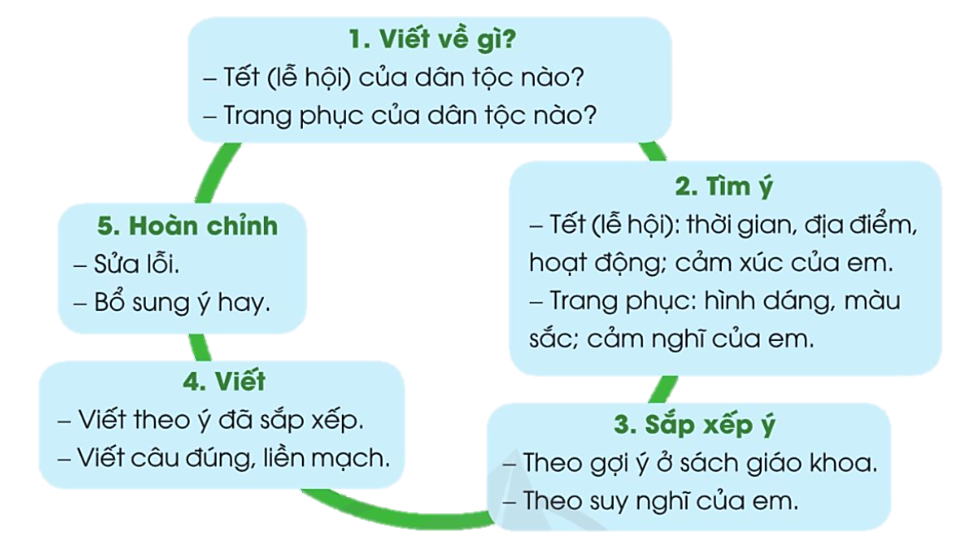 1. Viết về gì?
– Tết (lễ hội) của dân tộc nào?
– Trang phục của dân tộc nào?
2. Tìm ý
– Tết (lễ hội): thời gian, địa điểm,
hoạt động; cảm xúc của em.
– Trang phục: hình dáng, màu
sắc; cảm nghĩ của em.
3. Sắp xếp ý
– Theo gợi ý ở sách giáo khoa.
– Theo suy nghĩ của em.
4. Viết
– Viết theo ý đã sắp xếp.
– Viết câu đúng, liền mạch.
5. Hoàn chỉnh
– Sửa lỗi.
– Bổ sung ý hay.